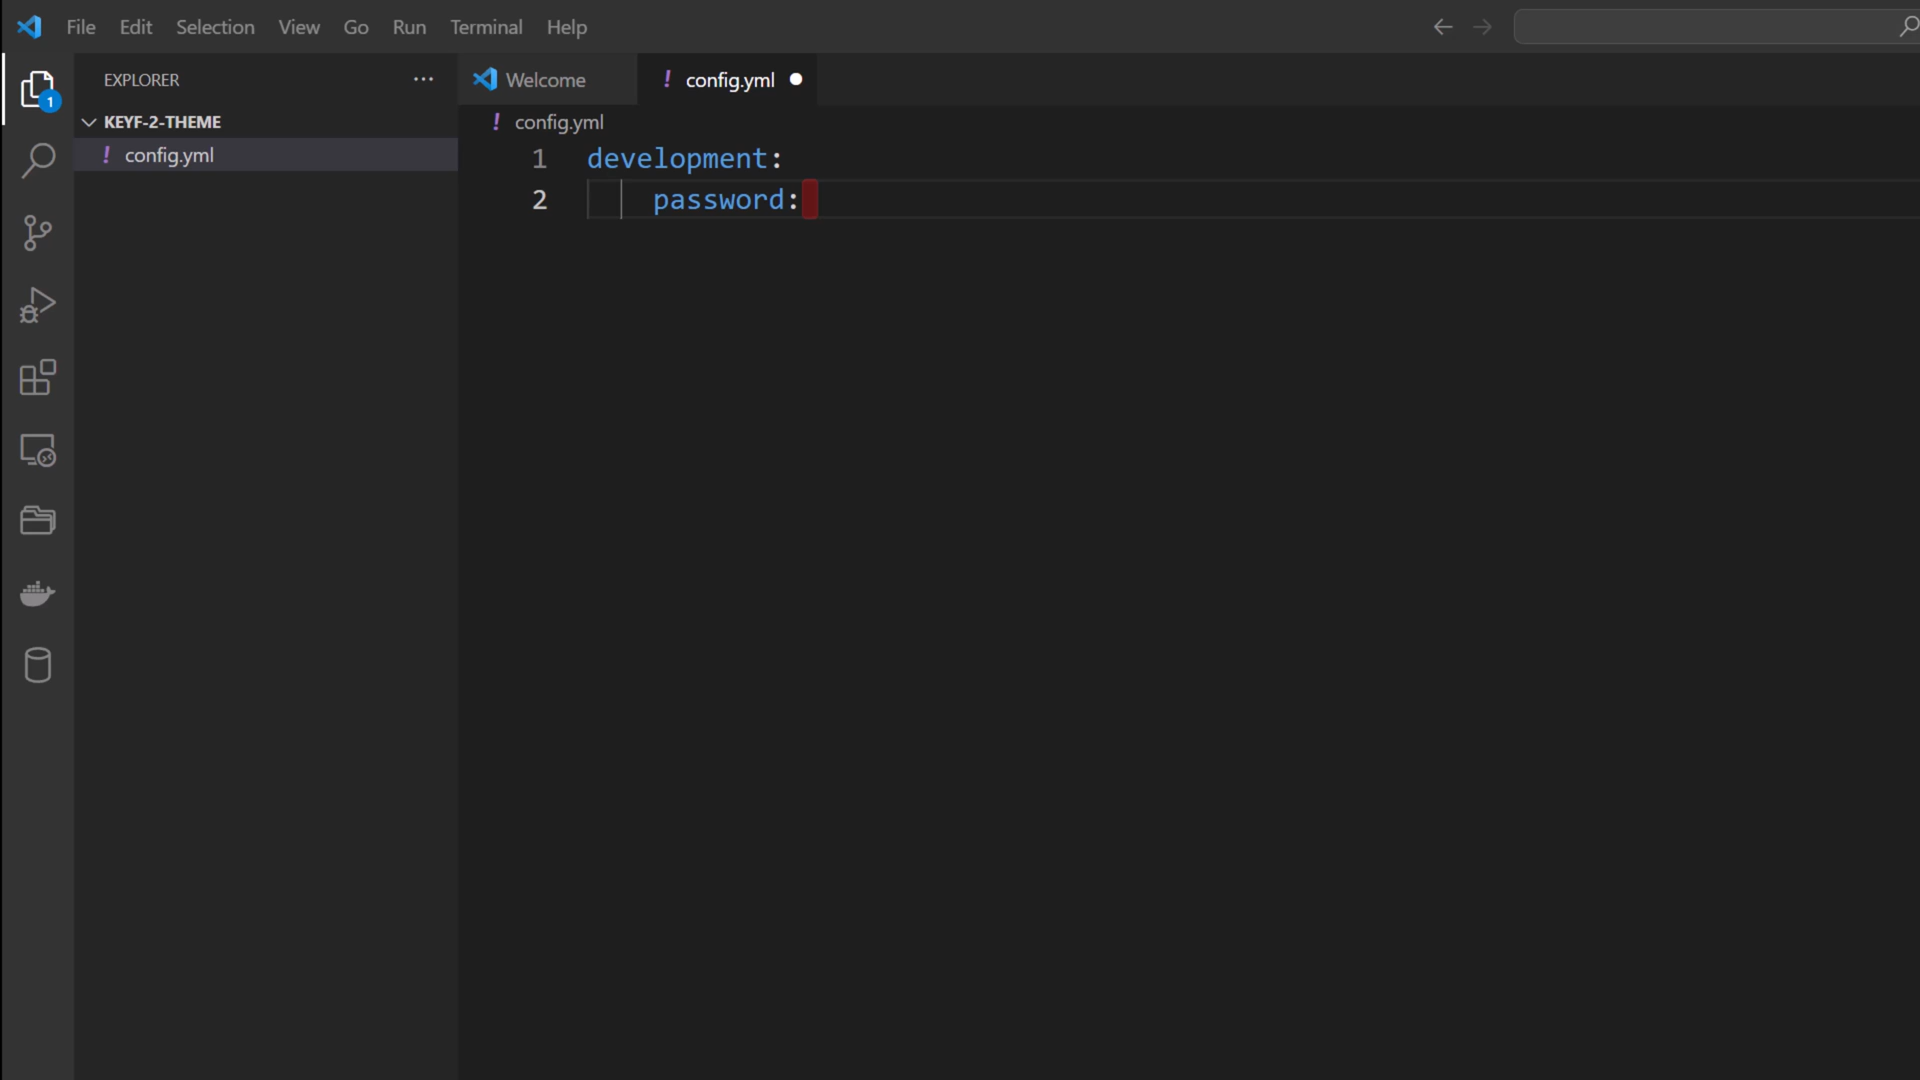 File Edit Selection View Go Run Terminal Help
EXPLORER ···
Welcome ! config.yml
1
KEYF-2-THEME
! config.yml
! config.yml
1 development:
2 password: